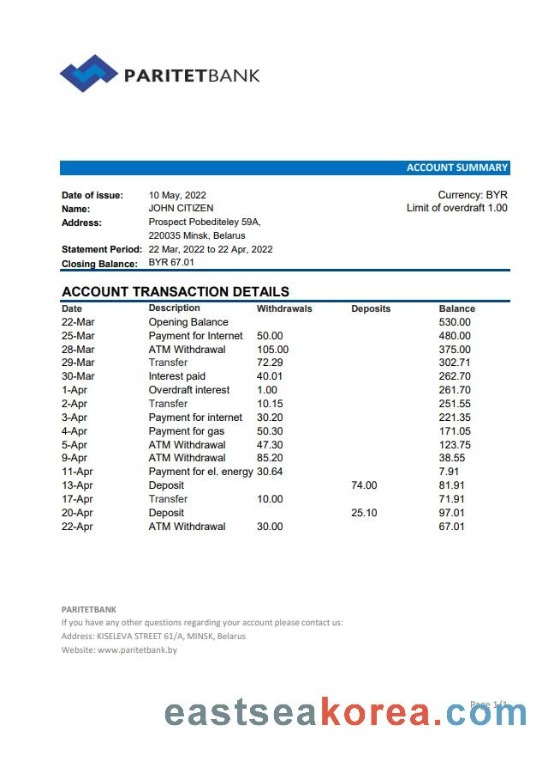 PARITETBANK
ACCOUNT SUMMARY
Date of issue: 10 May, 2022 Currency: BYR
Name: JOHN CITIZEN Limit of overdraft 1.00
Address: Prospect Pobediteley 59A,
220035 Minsk, Belarus
Statement Period: 22 Mar, 2022 to 22 Apr, 2022
Closing Balance: BYR 67.01
ACCOUNT TRANSACTION DETAILS
Date Description Withdrawals Deposits Balance
22-Mar Opening Balance 530.00
25-Mar Payment for Internet 50.00 480.00
28-Mar ATM Withdrawal 105.00 375.00
29-Mar Transfer 72.29 302.71
30-Mar Interest paid 40.01 262.70
1-Apr Overdraft interest 1.00 261.70
2-Apr Transfer 10.15 251.55
3-Apr Payment for internet 30.20 221.35
4-Apr Payment for gas 50.30 171.05
5-Apr ATM Withdrawal 47.30 123.75
9-Apr ATM Withdrawal 85.20 38.55
11-Apr Payment for el. energy 30.64 7.91
13-Apr Deposit 74.00 81.91
17-Apr Transfer 10.00 71.91
20-Apr Deposit 25.10 97.01
22-Apr ATM Withdrawal 30.00 67.01
PARITETBANK
If you have any other questions regarding your account please contact us:
Address: KISELEVA STREET 61/A, MINSK, Belarus
Website: www.paritetbank.by
Page 1/1
eastseakorea.com